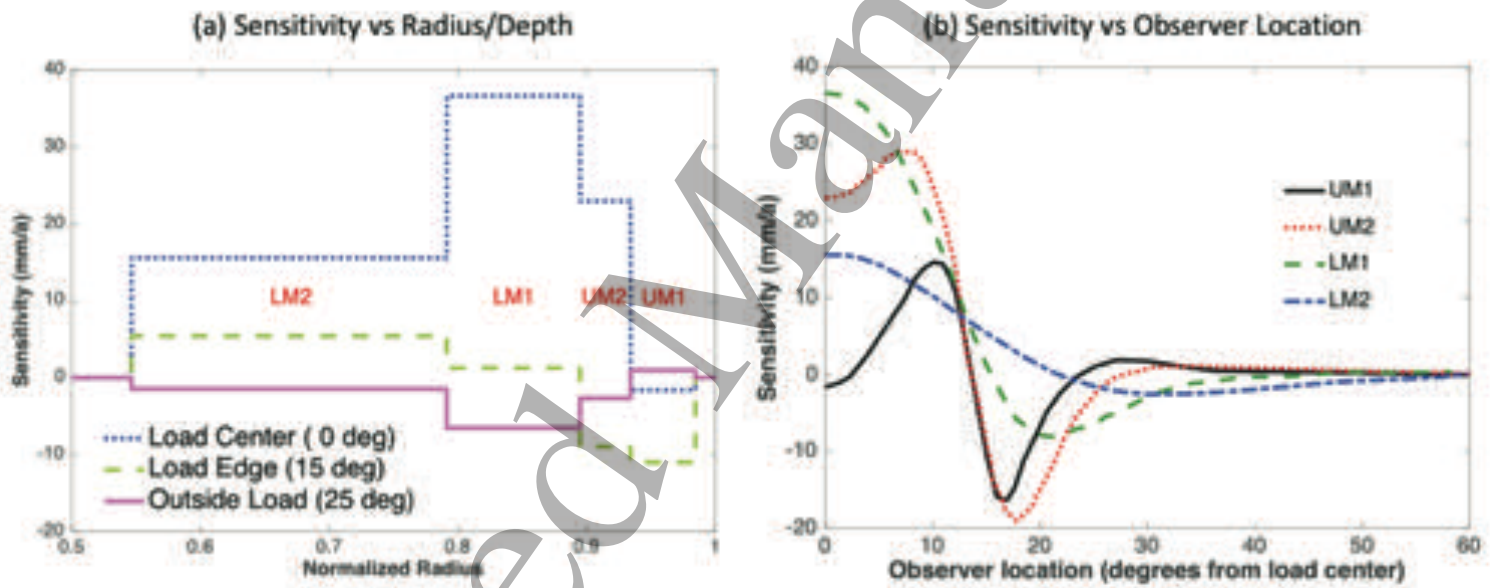 (a) Sensitivity vs Radius/Depth
40
30
20
10
0
-10
-20
Sensitivity (mm/a)
LM2
LM1
UM2
UM1
Load Center ( 0 deg)
Load Edge (15 deg)
Outside Load (25 deg)
0.5
0.6
0.7
0.8
0.9
1
Normalized Radius
(b) Sensitivity vs Observer Location
40
30
20
10
0
-10
-20
Sensitivity (mm/a)
UM1
UM2
LM1
LM2
0
10
20
30
40
50
60
Observer location (degrees from load center)
ed Man